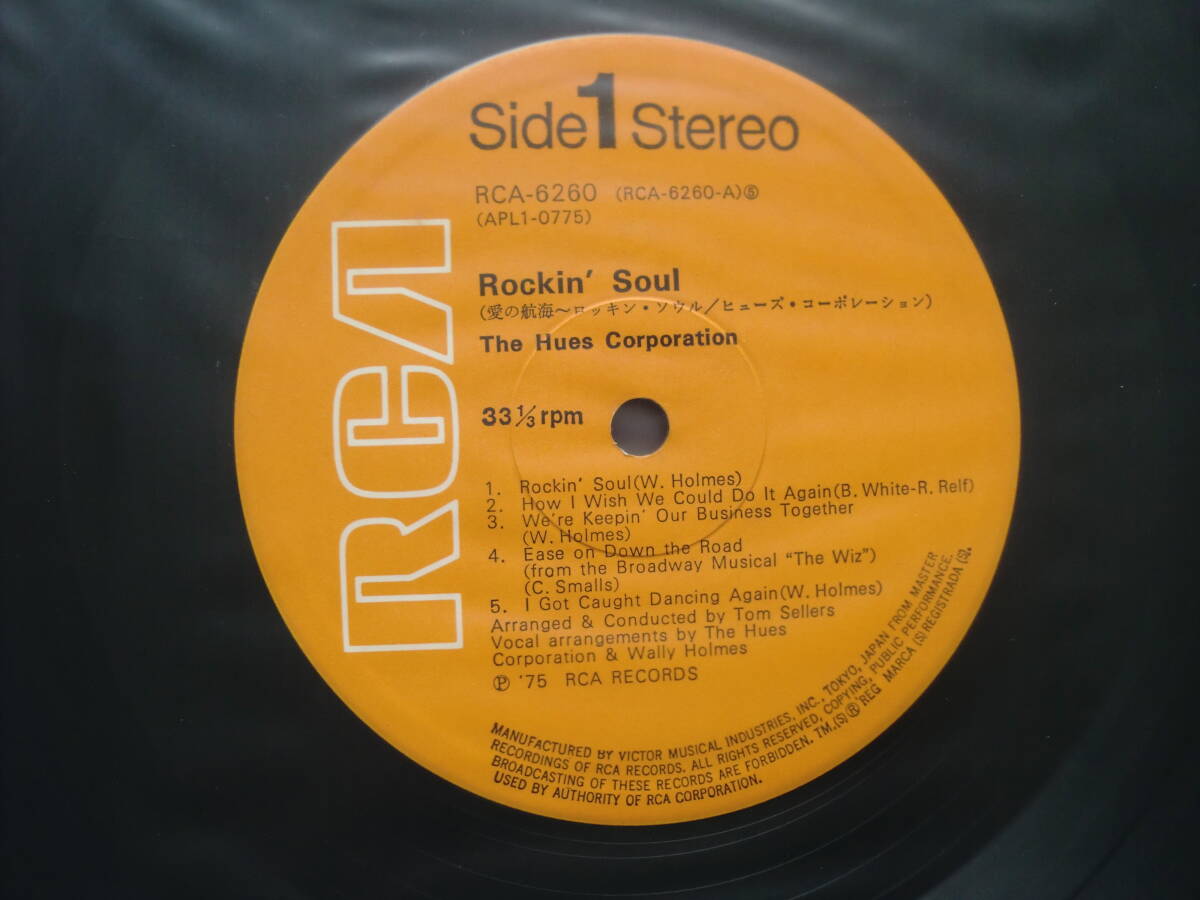 Side 1 Stereo
RCA-6260 (RCA-6260-A)⑤
(APL1-0775)
RCA
Rockin' Soul
(愛の航海〜ロッキン・ソウル/ヒューズ・コーポレーション)
The Hues Corporation
33⅓rpm
1. Rockin' Soul(W. Holmes)
2. How I Wish We Could Do It Again(B. White-R. Relf)
3. We're Keepin' Our Business Together
(W. Holmes)
4. Ease on Down the Road
(from the Broadway Musical "The Wiz")
(C. Smalls)
5. I Got Caught Dancing Again(W. Holmes)
Arranged & Conducted by Tom Sellers
Vocal arrangements by The Hues
Corporation & Wally Holmes
℗ '75 RCA RECORDS
MANUFACTURED BY VICTOR MUSICAL INDUSTRIES, INC., TOKYO, JAPAN FROM MASTER
RECORDINGS OF RCA RECORDS. ALL RIGHTS RESERVED, COPYING, PUBLIC PERFORMANCE.
BROADCASTING OF THESE RECORDS ARE FORBIDDEN. TM.(S)® REG MARCA (S) REGISTRADA (S).
USED BY AUTHORITY OF RCA CORPORATION.